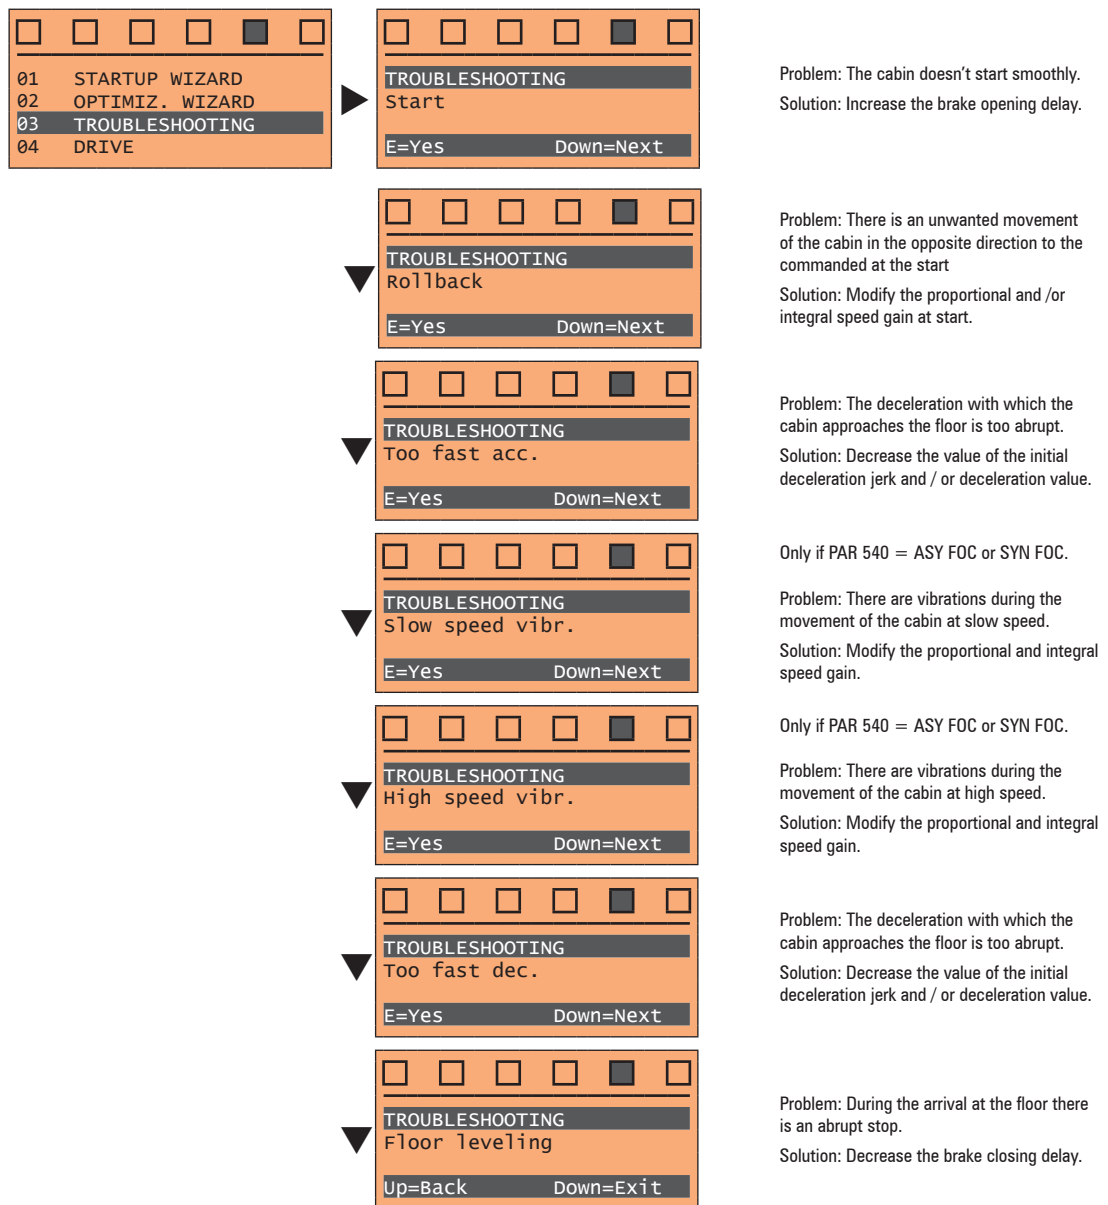 01 STARTUP WIZARD
02 OPTIMIZ. WIZARD
03 TROUBLESHOOTING
04 DRIVE
TROUBLESHOOTING
Start
E=Yes Down=Next
Problem: The cabin doesn’t start smoothly.
Solution: Increase the brake opening delay.
TROUBLESHOOTING
Rollback
E=Yes Down=Next
Problem: There is an unwanted movement
of the cabin in the opposite direction to the
commanded at the start
Solution: Modify the proportional and /or
integral speed gain at start.
TROUBLESHOOTING
Too fast acc.
E=Yes Down=Next
Problem: The deceleration with which the
cabin approaches the floor is too abrupt.
Solution: Decrease the value of the initial
deceleration jerk and / or deceleration value.
TROUBLESHOOTING
Slow speed vibr.
E=Yes Down=Next
Only if PAR 540 = ASY FOC or SYN FOC.
Problem: There are vibrations during the
movement of the cabin at slow speed.
Solution: Modify the proportional and integral
speed gain.
TROUBLESHOOTING
High speed vibr.
E=Yes Down=Next
Only if PAR 540 = ASY FOC or SYN FOC.
Problem: There are vibrations during the
movement of the cabin at high speed.
Solution: Modify the proportional and integral
speed gain.
TROUBLESHOOTING
Too fast dec.
E=Yes Down=Next
Problem: The deceleration with which the
cabin approaches the floor is too abrupt.
Solution: Decrease the value of the initial
deceleration jerk and / or deceleration value.
TROUBLESHOOTING
Floor leveling
Up=Back Down=Exit
Problem: During the arrival at the floor there
is an abrupt stop.
Solution: Decrease the brake closing delay.